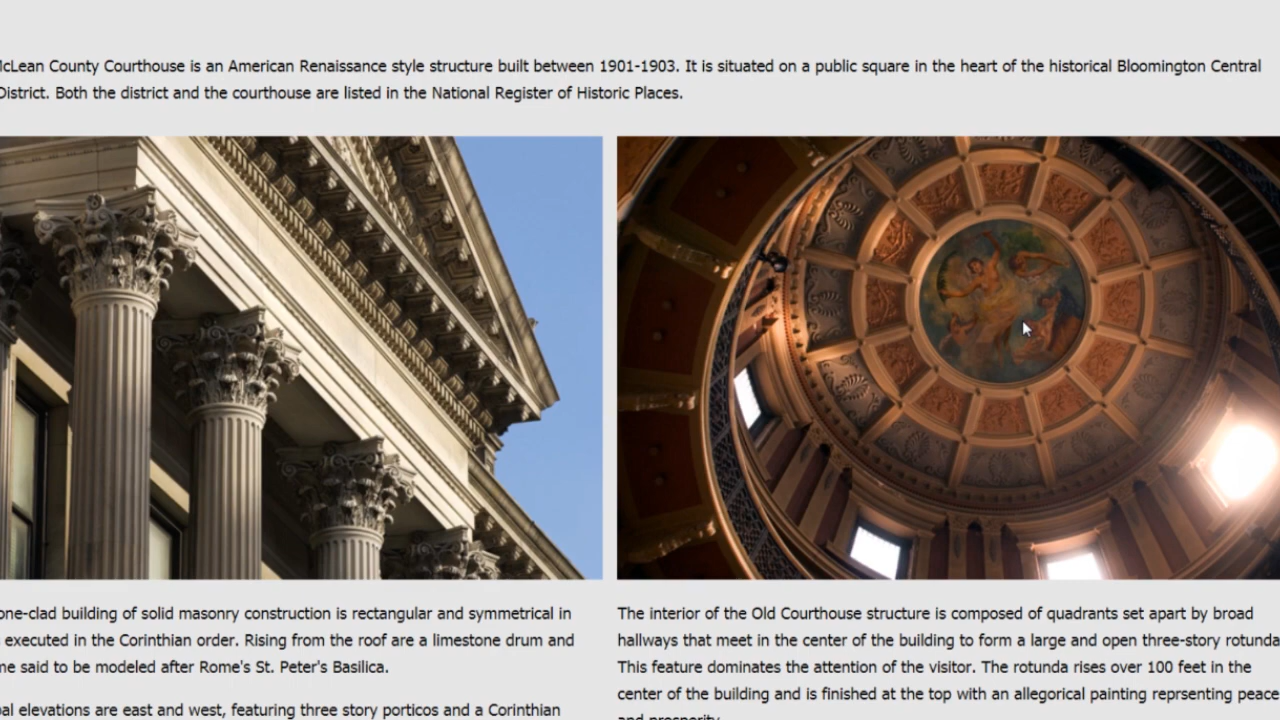 McLean County Courthouse is an American Renaissance style structure built between 1901-1903. It is situated on a public square in the heart of the historical Bloomington Central
District. Both the district and the courthouse are listed in the National Register of Historic Places.
one-clad building of solid masonry construction is rectangular and symmetrical in
executed in the Corinthian order. Rising from the roof are a limestone drum and
me said to be modeled after Rome's St. Peter's Basilica.
pal elevations are east and west, featuring three story porticos and a Corinthian
The interior of the Old Courthouse structure is composed of quadrants set apart by broad
hallways that meet in the center of the building to form a large and open three-story rotunda
This feature dominates the attention of the visitor. The rotunda rises over 100 feet in the
center of the building and is finished at the top with an allegorical painting reprsenting peace
and prosperity